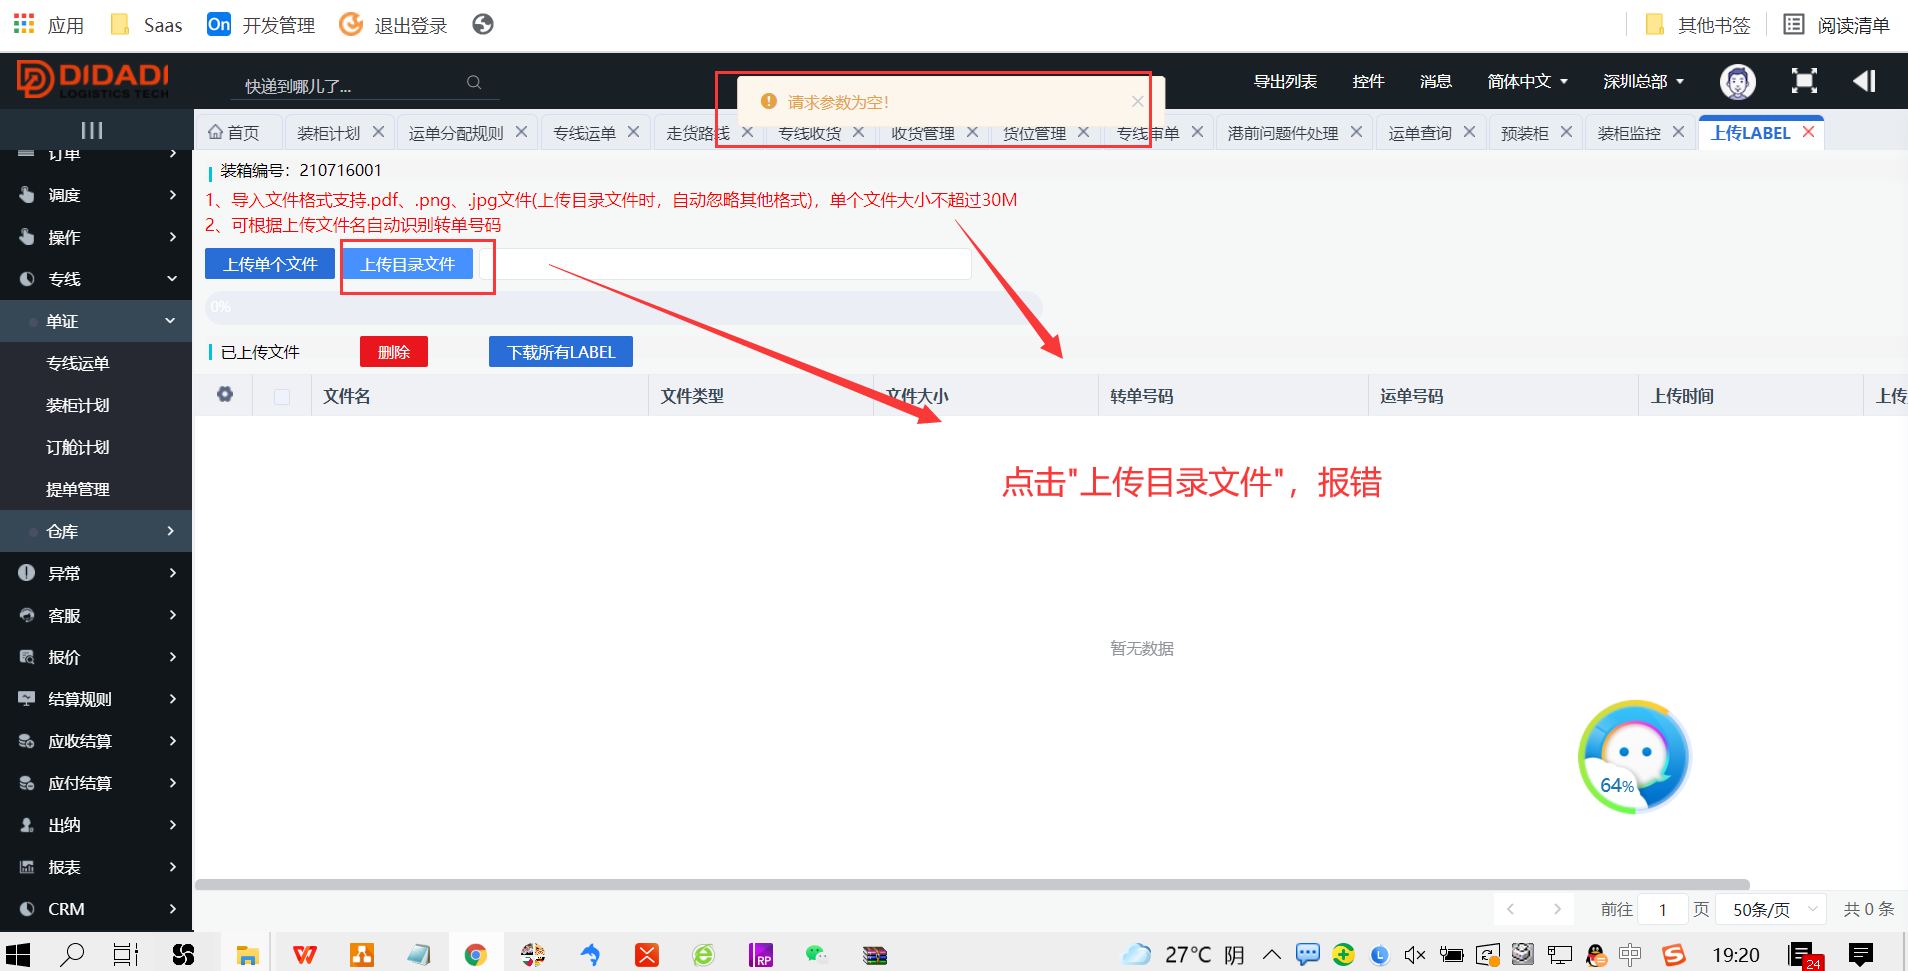 应用
Saas
On
开发管理
退出登录
其他书签
阅读清单
DIDADI
LOGISTICS TECH
快递到哪儿了...
请求参数为空!
导出列表
控件
消息
简体中文
深圳总部
首页
装柜计划
运单分配规则
专线运单
走货路线
专线收货
收货管理
货位管理
专线审单
港前问题件处理
运单查询
预装柜
装柜监控
上传LABEL
订单
调度
操作
专线
单证
专线运单
装柜计划
订舱计划
提单管理
仓库
异常
客服
报价
结算规则
应收结算
应付结算
出纳
报表
CRM
装箱编号：210716001
1、导入文件格式支持.pdf、.png、.jpg文件(上传目录文件时，自动忽略其他格式)，单个文件大小不超过30M
2、可根据上传文件名自动识别转单号码
上传单个文件
上传目录文件
0%
已上传文件
删除
下载所有LABEL
文件名
文件类型
文件大小
转单号码
运单号码
上传时间
上传
点击"上传目录文件"，报错
暂无数据
64%
前往
1
页
50条/页
共 0 条
RP
27°C 阴
中
19:20
24